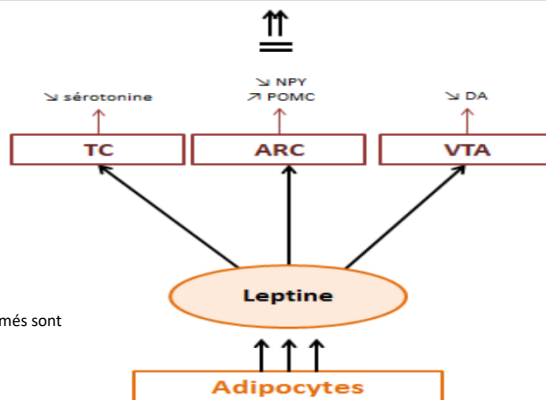 ↘ NPY
↘ sérotonine ↗ POMC ↘ DA
TC ARC VTA
Leptine
més sont
Adipocytes